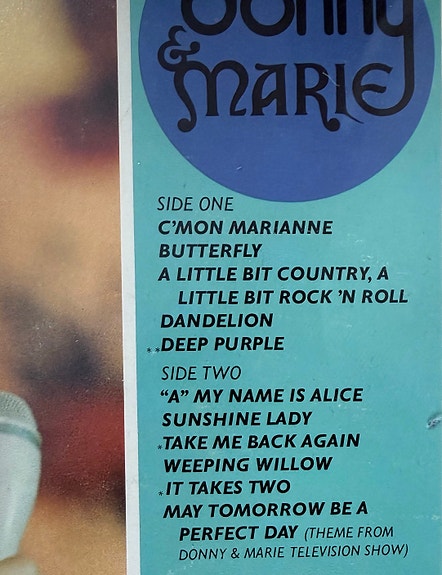 Donny
& MARIE
SIDE ONE
C'MON MARIANNE
BUTTERFLY
A LITTLE BIT COUNTRY, A
LITTLE BIT ROCK 'N ROLL
DANDELION
**DEEP PURPLE
SIDE TWO
"A" MY NAME IS ALICE
SUNSHINE LADY
*TAKE ME BACK AGAIN
WEEPING WILLOW
*IT TAKES TWO
MAY TOMORROW BE A
PERFECT DAY (THEME FROM
DONNY & MARIE TELEVISION SHOW)